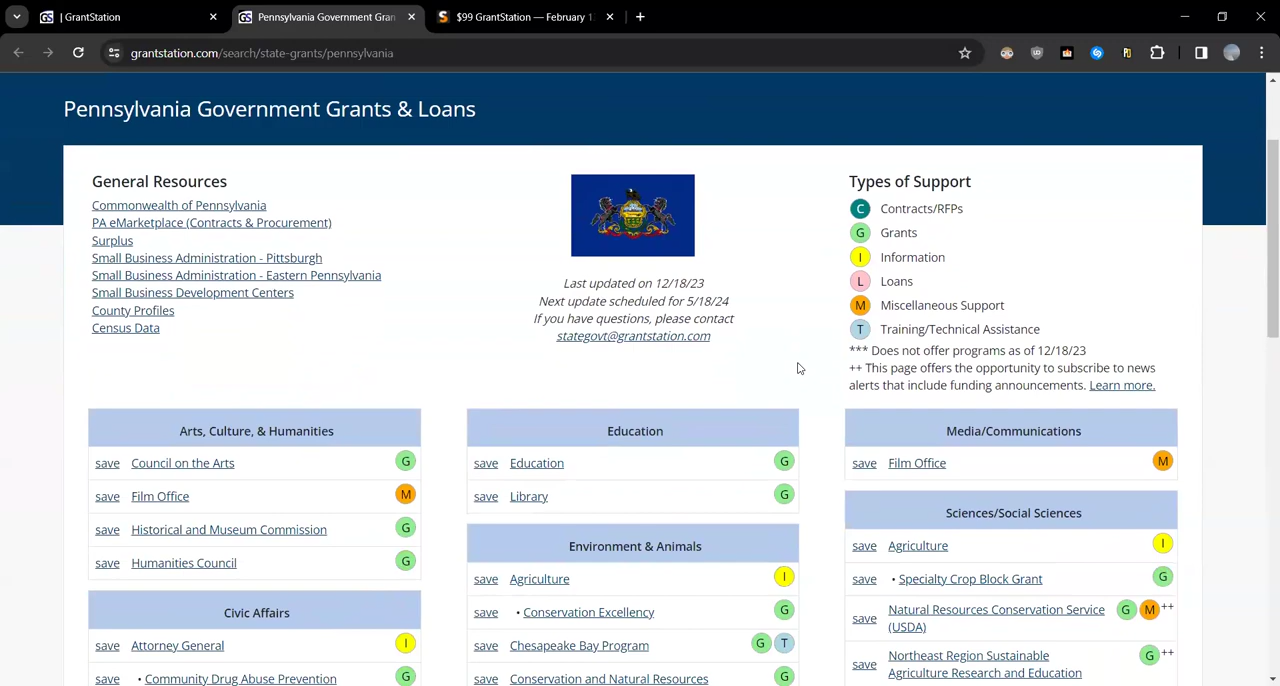 | GrantStation
Pennsylvania Government Gran
$99 GrantStation — February 1
grantstation.com/search/state-grants/pennsylvania
Pennsylvania Government Grants & Loans
General Resources
Commonwealth of Pennsylvania
PA eMarketplace (Contracts & Procurement)
Surplus
Small Business Administration - Pittsburgh
Small Business Administration - Eastern Pennsylvania
Small Business Development Centers
County Profiles
Census Data
Last updated on 12/18/23
Next update scheduled for 5/18/24
If you have questions, please contact
stategovt@grantstation.com
Types of Support
C Contracts/RFPs
G Grants
I Information
L Loans
M Miscellaneous Support
T Training/Technical Assistance
*** Does not offer programs as of 12/18/23
++ This page offers the opportunity to subscribe to news
alerts that include funding announcements. Learn more.
Arts, Culture, & Humanities
save Council on the Arts G
save Film Office M
save Historical and Museum Commission G
save Humanities Council G
Civic Affairs
save Attorney General I
save • Community Drug Abuse Prevention G
Education
save Education G
save Library G
Environment & Animals
save Agriculture I
save • Conservation Excellency G
save Chesapeake Bay Program G T
save Conservation and Natural Resources G
Media/Communications
save Film Office M
Sciences/Social Sciences
save Agriculture I
save • Specialty Crop Block Grant G
save Natural Resources Conservation Service G M ++
(USDA)
save Northeast Region Sustainable G ++
Agriculture Research and Education